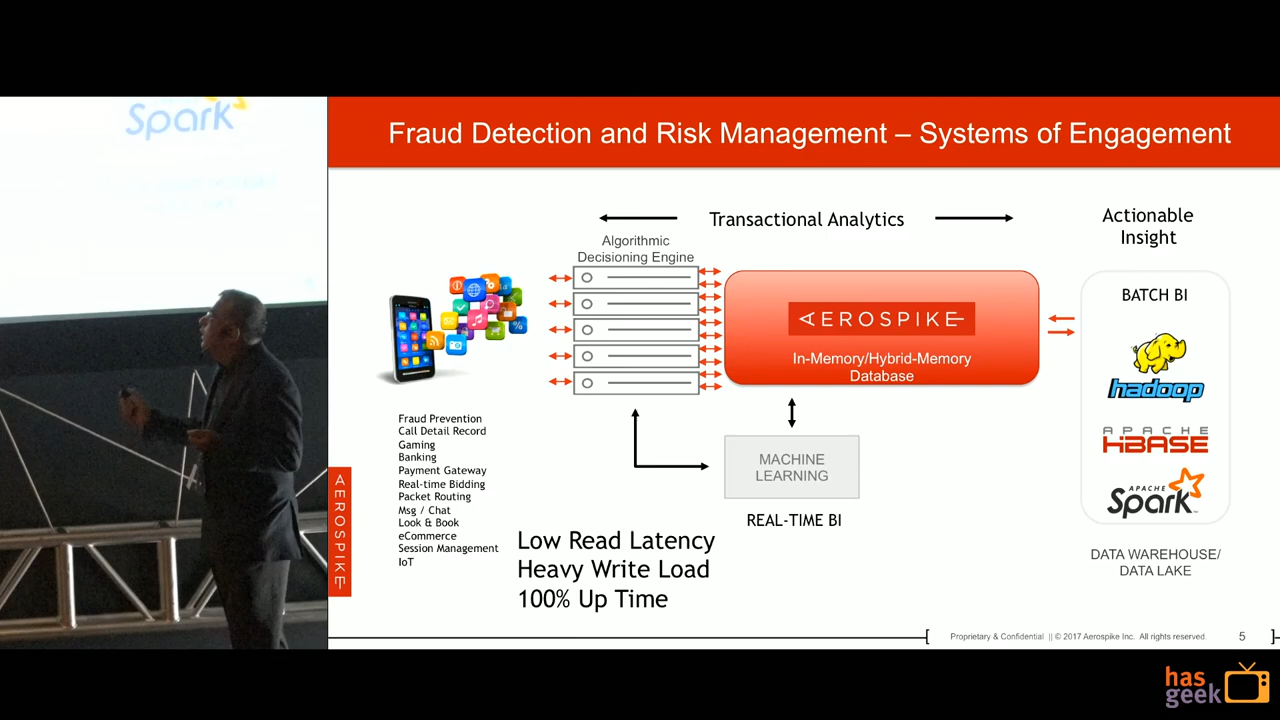 Spark
Fraud Detection and Risk Management – Systems of Engagement
Transactional Analytics
Actionable
Insight
Algorithmic
Decisioning Engine
AEROSPIKE
In-Memory/Hybrid-Memory
Database
BATCH BI
hadoop
APACHE
HBASE
APACHE
Spark
DATA WAREHOUSE/
DATA LAKE
MACHINE
LEARNING
REAL-TIME BI
Fraud Prevention
Call Detail Record
Gaming
Banking
Payment Gateway
Real-time Bidding
Packet Routing
Msg / Chat
Look & Book
eCommerce
Session Management
IoT
Low Read Latency
Heavy Write Load
100% Up Time
AEROSPIKE
Proprietary & Confidential || © 2017 Aerospike Inc. All rights reserved.
5
has
geek